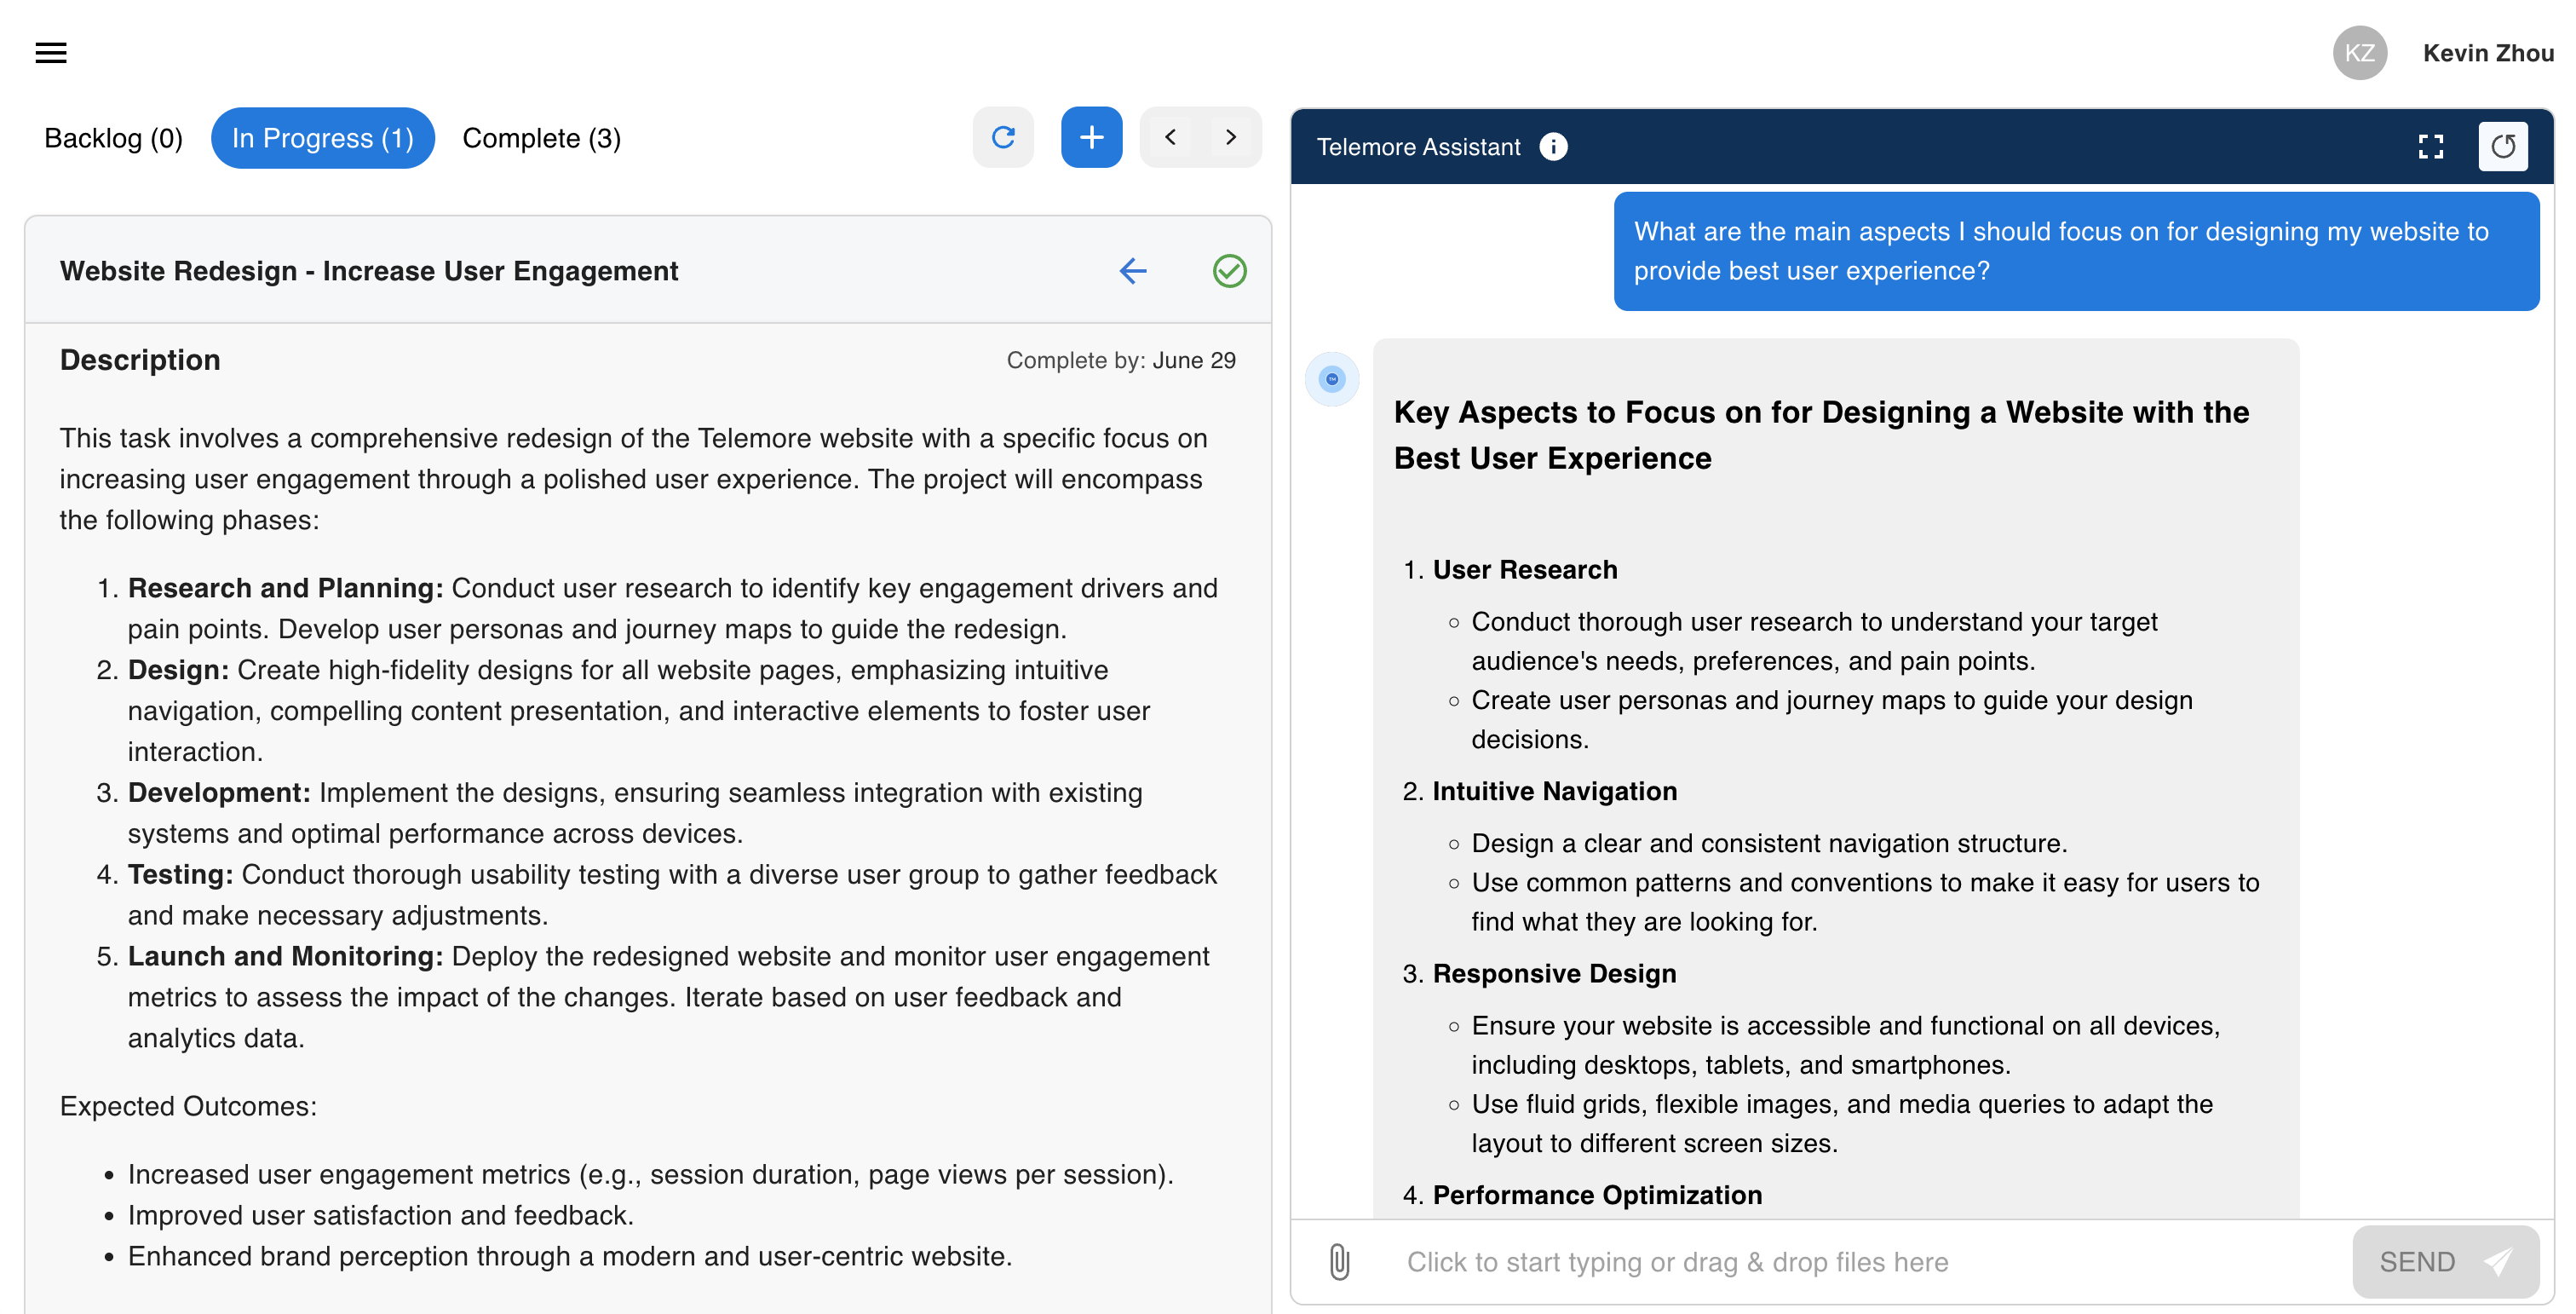 KZ
Kevin Zhou
Backlog (0)
In Progress (1)
Complete (3)
Website Redesign - Increase User Engagement
Description
Complete by: June 29
This task involves a comprehensive redesign of the Telemore website with a specific focus on
increasing user engagement through a polished user experience. The project will encompass
the following phases:
1. Research and Planning: Conduct user research to identify key engagement drivers and
pain points. Develop user personas and journey maps to guide the redesign.
2. Design: Create high-fidelity designs for all website pages, emphasizing intuitive
navigation, compelling content presentation, and interactive elements to foster user
interaction.
3. Development: Implement the designs, ensuring seamless integration with existing
systems and optimal performance across devices.
4. Testing: Conduct thorough usability testing with a diverse user group to gather feedback
and make necessary adjustments.
5. Launch and Monitoring: Deploy the redesigned website and monitor user engagement
metrics to assess the impact of the changes. Iterate based on user feedback and
analytics data.
Expected Outcomes:
• Increased user engagement metrics (e.g., session duration, page views per session).
• Improved user satisfaction and feedback.
• Enhanced brand perception through a modern and user-centric website.
Telemore Assistant
What are the main aspects I should focus on for designing my website to
provide best user experience?
Key Aspects to Focus on for Designing a Website with the
Best User Experience
1. User Research
◦ Conduct thorough user research to understand your target
audience's needs, preferences, and pain points.
◦ Create user personas and journey maps to guide your design
decisions.
2. Intuitive Navigation
◦ Design a clear and consistent navigation structure.
◦ Use common patterns and conventions to make it easy for users to
find what they are looking for.
3. Responsive Design
◦ Ensure your website is accessible and functional on all devices,
including desktops, tablets, and smartphones.
◦ Use fluid grids, flexible images, and media queries to adapt the
layout to different screen sizes.
4. Performance Optimization
Click to start typing or drag & drop files here
SEND